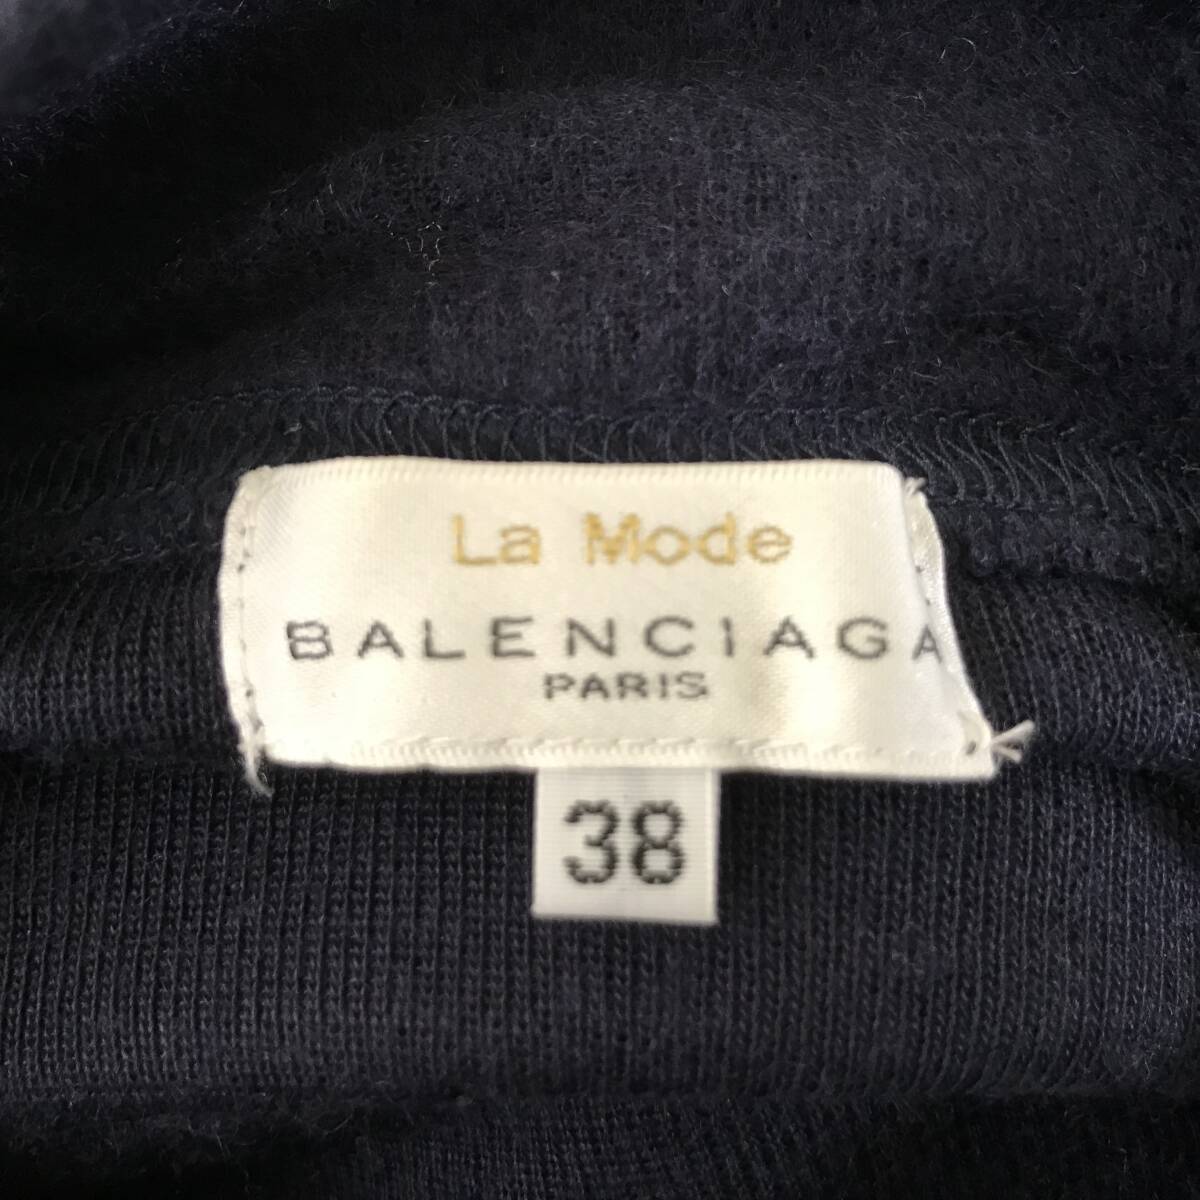 La Mode
BALENCIAGA
PARIS
38